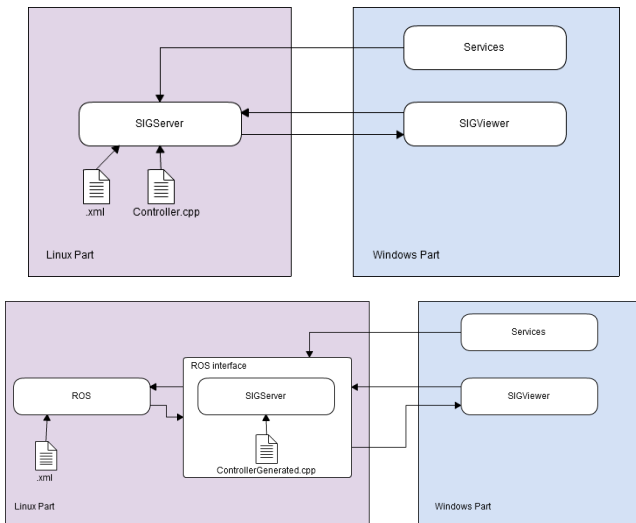 Services
SIGServer
SIGViewer
.xml
Controller.cpp
Linux Part
Windows Part
Services
ROS interface
ROS
SIGServer
SIGViewer
.xml
ControllerGenerated.cpp
Linux Part
Windows Part